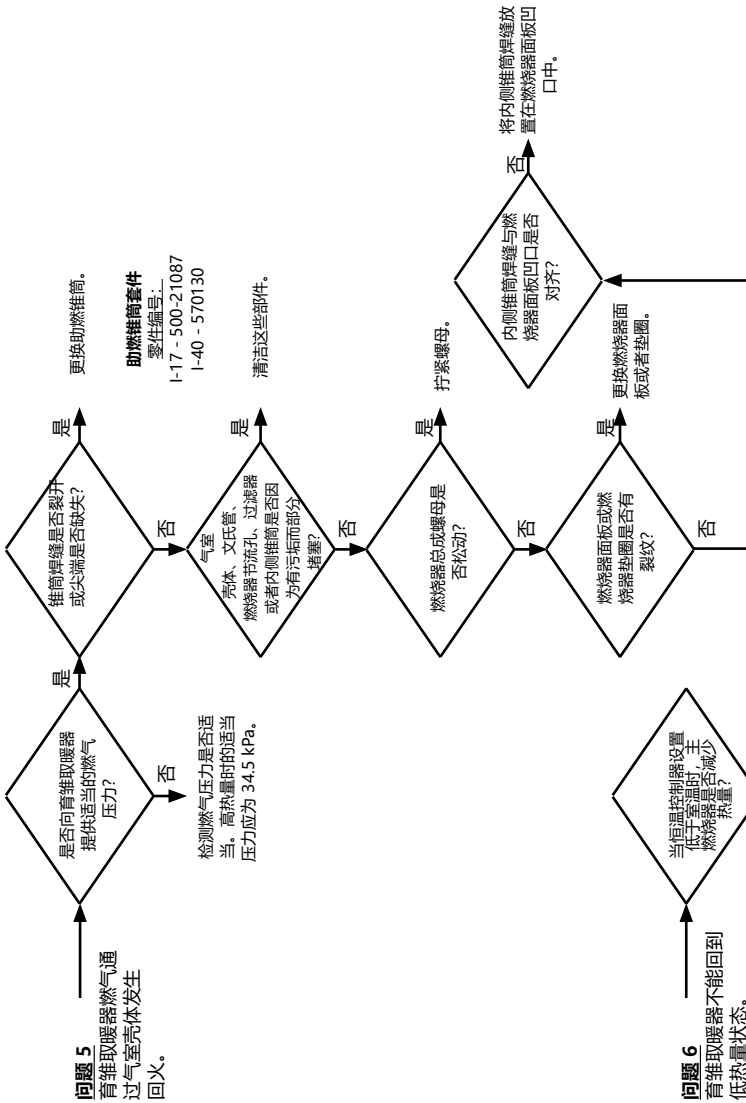 问题 5
育雏取暖器燃气通
过气室壳体发生
回火。
是否向育雏取暖器
提供适当的燃气
压力？
否
检测燃气压力是否适
当。高热量时的适当
压力应为 34.5 kPa。
是
锥筒焊缝是否裂开
或尖端是否缺失？
是
更换助燃锥筒。
助燃锥筒套件
零件编号：
I-17 - 500-21087
I-40 - 570130
否
气室
壳体、文氏管、
燃烧器节流孔、过滤器
或者内侧锥筒是否因
为有污垢而部分
堵塞？
是
清洁这些部件。
否
燃烧器总成螺母是
否松动？
是
拧紧螺母。
否
燃烧器面板或燃
烧器垫圈是否有
裂纹？
是
更换燃烧器面
板或者垫圈。
否
内侧锥筒焊缝与燃
烧器面板凹口是否
对齐？
否
将内侧锥筒焊缝放
置在燃烧器面板凹
口中。
问题 6
育雏取暖器不能回到
低热量状态。
当恒温控制器设置
低于室温时，主
燃烧器是否减少
热量？